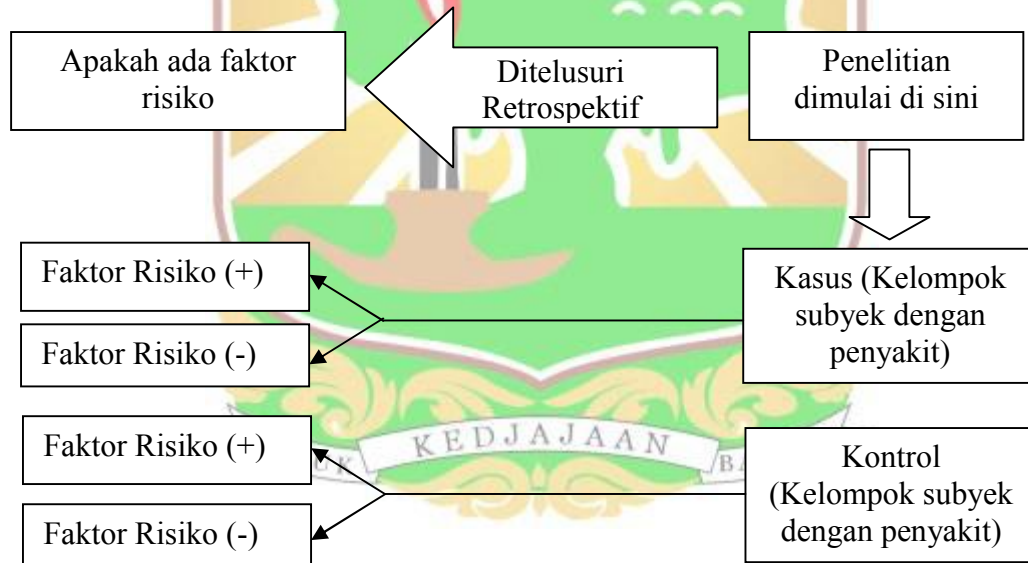 Apakah ada faktor
risiko
Ditelusuri
Retrospektif
Penelitian
dimulai di sini
Faktor Risiko (+)
Faktor Risiko (-)
Kasus (Kelompok
subyek dengan
penyakit)
Faktor Risiko (+)
Faktor Risiko (-)
Kontrol
(Kelompok subyek
dengan penyakit)
KEDJAJAAN